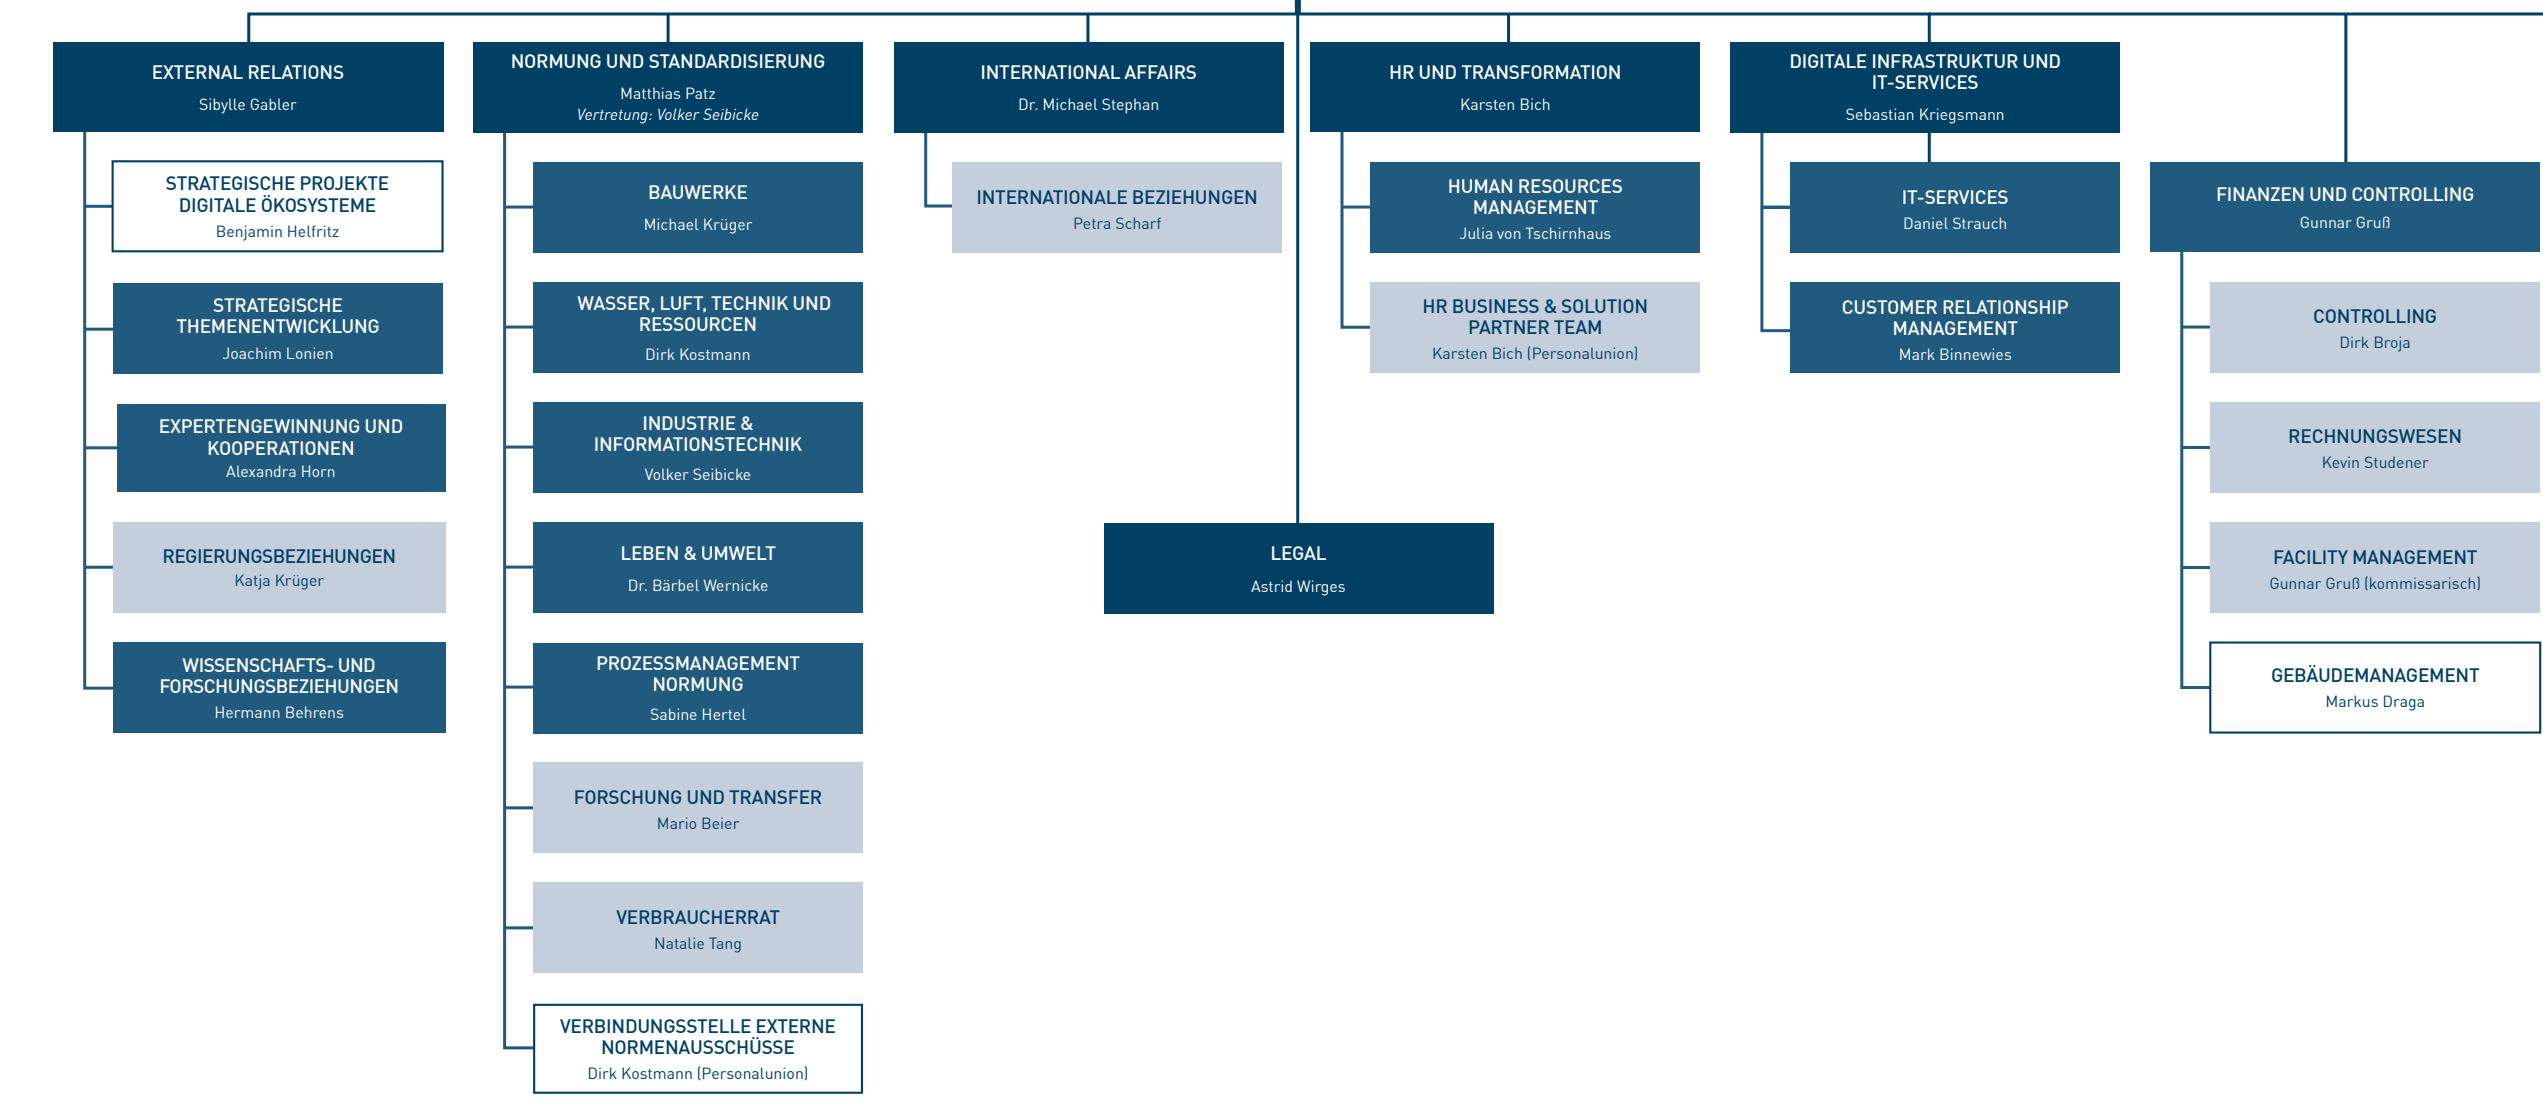 EXTERNAL RELATIONS
Sibylle Gabler
STRATEGISCHE PROJEKTE
DIGITALE ÖKOSYSTEME
Benjamin Helfritz
STRATEGISCHE
THEMENENTWICKLUNG
Joachim Lonien
EXPERTENGEWINNUNG UND
KOOPERATIONEN
Alexandra Horn
REGIERUNGSBEZIEHUNGEN
Katja Krüger
WISSENSCHAFTS- UND
FORSCHUNGSBEZIEHUNGEN
Hermann Behrens
NORMUNG UND STANDARDISIERUNG
Matthias Patz
Vertretung: Volker Seibicke
BAUWERKE
Michael Krüger
WASSER, LUFT, TECHNIK UND
RESSOURCEN
Dirk Kostmann
INDUSTRIE &
INFORMATIONSTECHNIK
Volker Seibicke
LEBEN & UMWELT
Dr. Bärbel Wernicke
PROZESSMANAGEMENT
NORMUNG
Sabine Hertel
FORSCHUNG UND TRANSFER
Mario Beier
VERBRAUCHERRAT
Natalie Tang
VERBINDUNGSSTELLE EXTERNE
NORMENAUSSCHÜSSE
Dirk Kostmann (Personalunion)
INTERNATIONAL AFFAIRS
Dr. Michael Stephan
INTERNATIONALE BEZIEHUNGEN
Petra Scharf
LEGAL
Astrid Wirges
HR UND TRANSFORMATION
Karsten Bich
HUMAN RESOURCES
MANAGEMENT
Julia von Tschirnhaus
HR BUSINESS & SOLUTION
PARTNER TEAM
Karsten Bich (Personalunion)
DIGITALE INFRASTRUKTUR UND
IT-SERVICES
Sebastian Kriegsmann
IT-SERVICES
Daniel Strauch
CUSTOMER RELATIONSHIP
MANAGEMENT
Mark Binnewies
FINANZEN UND CONTROLLING
Gunnar Gruß
CONTROLLING
Dirk Broja
RECHNUNGSWESEN
Kevin Studener
FACILITY MANAGEMENT
Gunnar Gruß (kommissarisch)
GEBÄUDEMANAGEMENT
Markus Draga